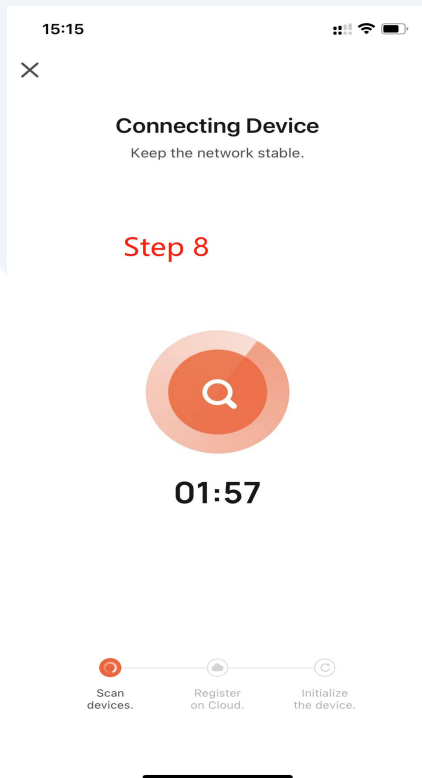 15:15
Connecting Device
Keep the network stable.
Step 8
01:57
Scan
devices.
Register
on Cloud.
Initialize
the device.